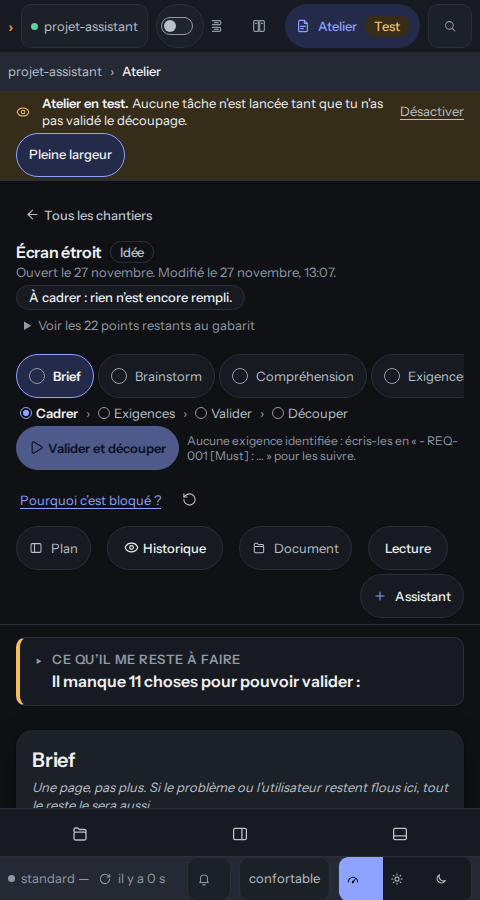 › projet-assistant Atelier Test
projet-assistant › Atelier
Atelier en test. Aucune tâche n'est lancée tant que tu n'as
pas validé le découpage.
Désactiver
Pleine largeur
← Tous les chantiers
Écran étroit Idée
Ouvert le 27 novembre. Modifié le 27 novembre, 13:07.
À cadrer : rien n'est encore rempli.
▶ Voir les 22 points restants au gabarit
Brief Brainstorm Compréhension Exigences
Cadrer › Exigences › Valider › Découper
Valider et découper
Aucune exigence identifiée : écris-les en « - REQ-
001 [Must] : … » pour les suivre.
Pourquoi c'est bloqué ?
Plan Historique Document Lecture
+ Assistant
▸ CE QU'IL ME RESTE À FAIRE
Il manque 11 choses pour pouvoir valider :
Brief
Une page, pas plus. Si le problème ou l'utilisateur restent flous ici, tout
le reste le sera aussi.
standard — il y a 0 s confortable